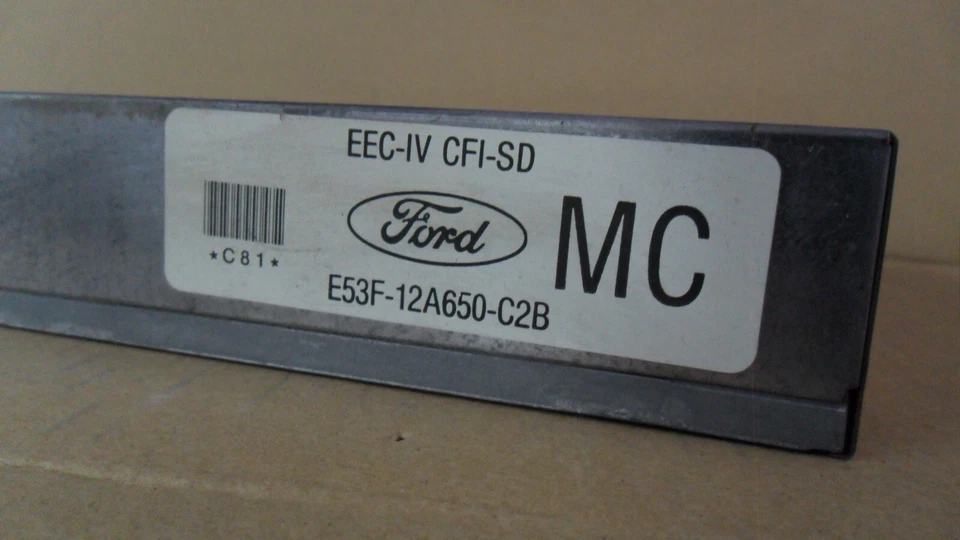 EEC-IV CFI-SD
*C81*
Ford
MC
E53F-12A650-C2B